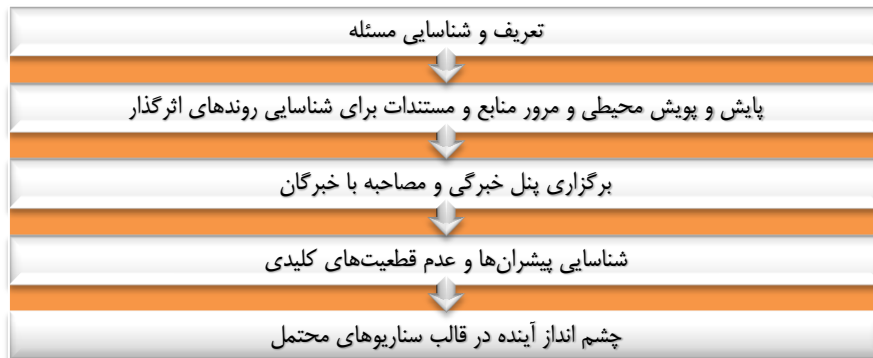 تعریف و شناسایی مسئله
پایش و پویش محیطی و مرور منابع و مستندات برای شناسایی روندهای اثرگذار
برگزاری پنل خبرگی و مصاحبه با خبرگان
شناسایی پیشران‌ها و عدم قطعیت‌های کلیدی
چشم انداز آینده در قالب سناریوهای محتمل